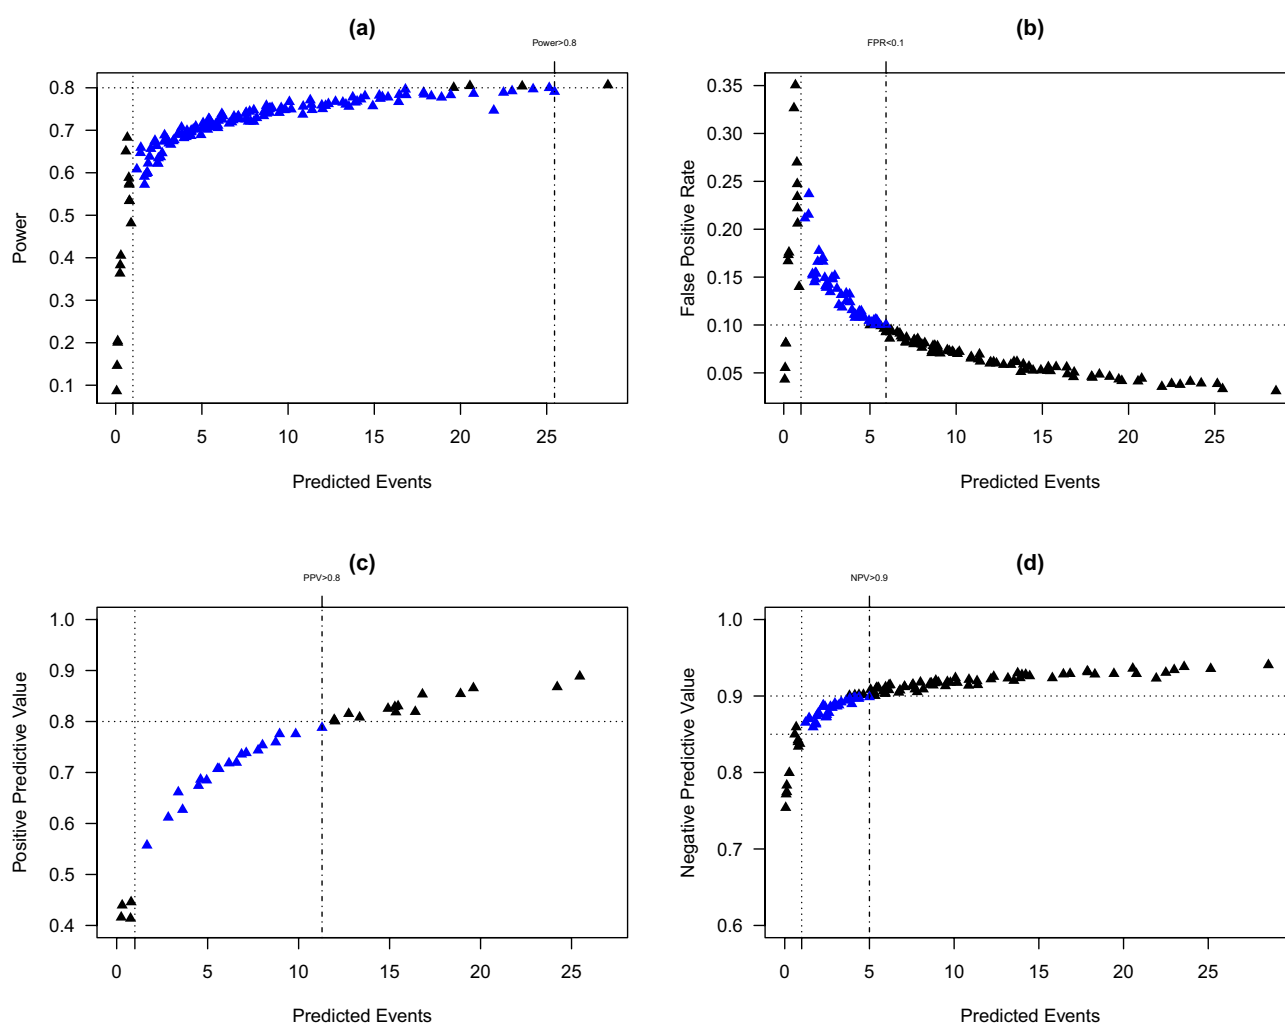 (a)
Power>0.8
0.8
0.7
0.6
0.5
0.4
0.3
0.2
0.1
Power
0 5 10 15 20 25
Predicted Events
(b)
FPR<0.1
0.35
0.30
0.25
0.20
0.15
0.10
0.05
False Positive Rate
0 5 10 15 20 25
Predicted Events
(c)
PPV>0.8
1.0
0.9
0.8
0.7
0.6
0.5
0.4
Positive Predictive Value
0 5 10 15 20 25
Predicted Events
(d)
NPV>0.9
1.0
0.9
0.8
0.7
0.6
Negative Predictive Value
0 5 10 15 20 25
Predicted Events